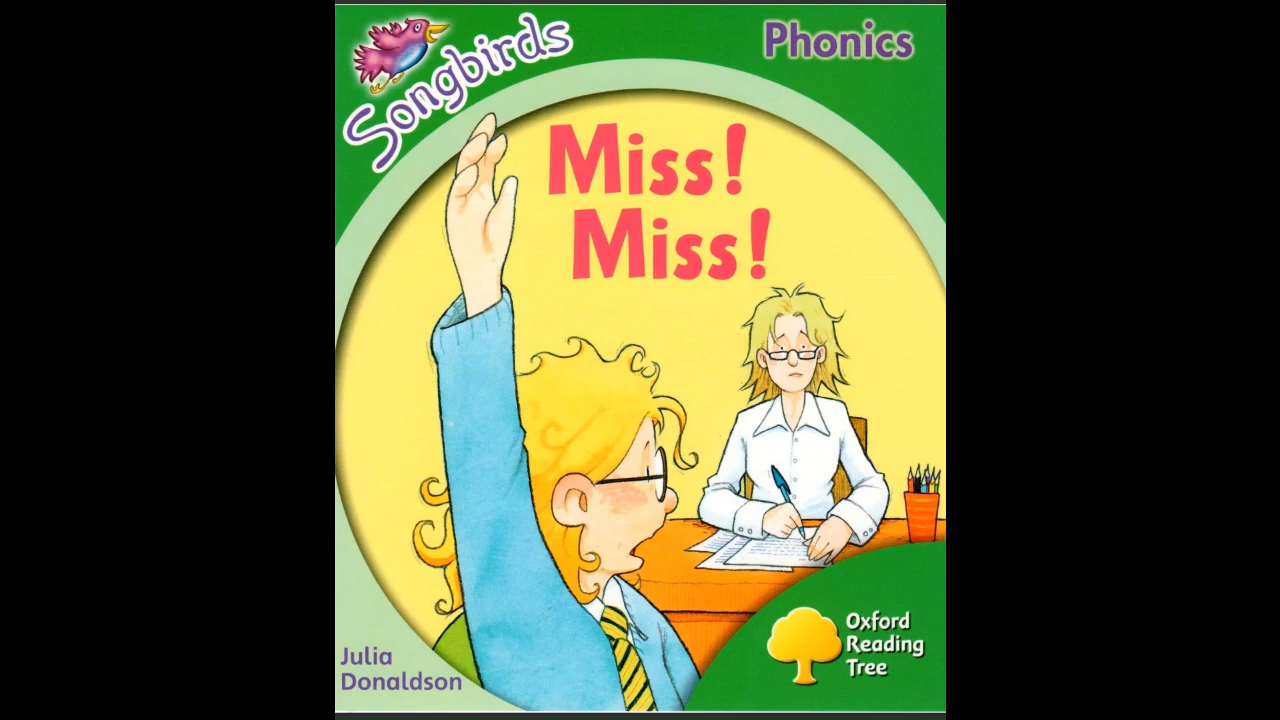 Songbirds
Phonics
Miss!
Miss!
Julia
Donaldson
Oxford
Reading
Tree